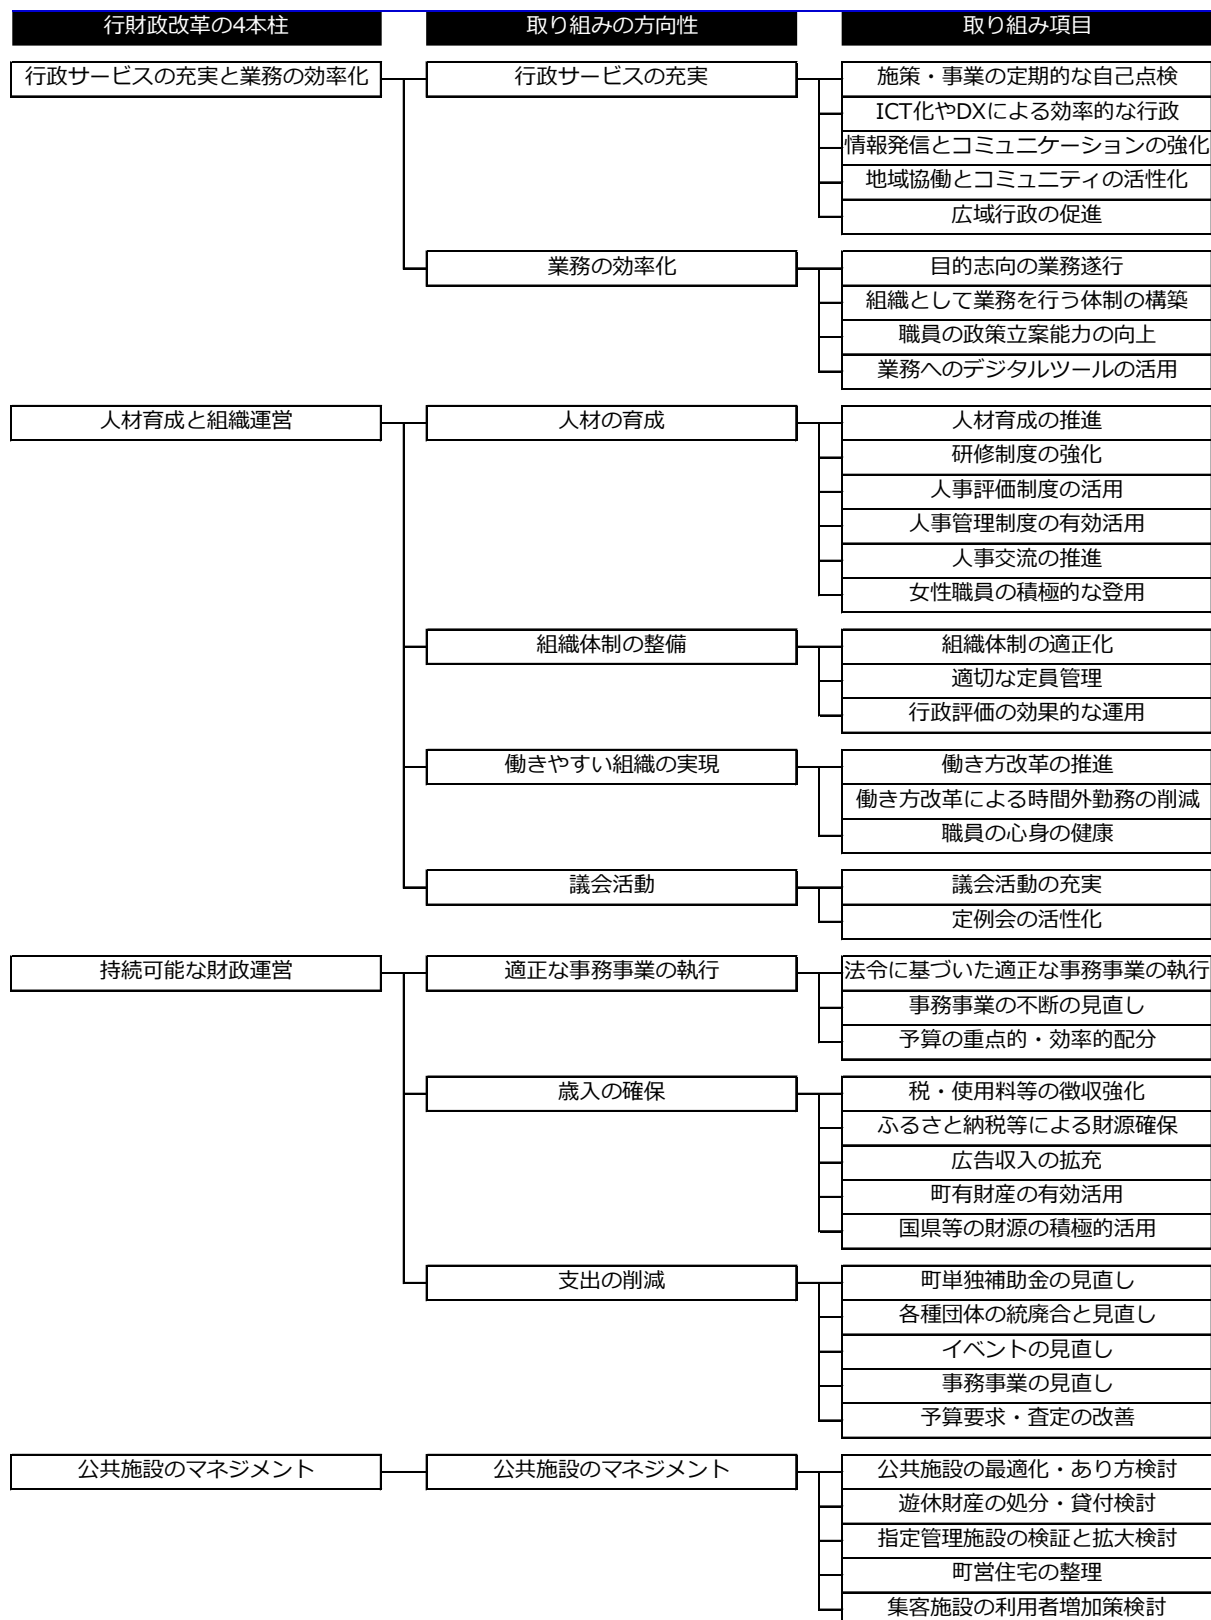 行財政改革の4本柱
取り組みの方向性
取り組み項目
行政サービスの充実と業務の効率化
行政サービスの充実
施策・事業の定期的な自己点検
ICT化やDXによる効率的な行政
情報発信とコミュニケーションの強化
地域協働とコミュニティの活性化
広域行政の促進
業務の効率化
目的志向の業務遂行
組織として業務を行う体制の構築
職員の政策立案能力の向上
業務へのデジタルツールの活用
人材育成と組織運営
人材の育成
人材育成の推進
研修制度の強化
人事評価制度の活用
人事管理制度の有効活用
人事交流の推進
女性職員の積極的な登用
組織体制の整備
組織体制の適正化
適切な定員管理
行政評価の効果的な運用
働きやすい組織の実現
働き方改革の推進
働き方改革による時間外勤務の削減
職員の心身の健康
議会活動
議会活動の充実
定例会の活性化
持続可能な財政運営
適正な事務事業の執行
法令に基づいた適正な事務事業の執行
事務事業の不断の見直し
予算の重点的・効率的配分
歳入の確保
税・使用料等の徴収強化
ふるさと納税等による財源確保
広告収入の拡充
町有財産の有効活用
国県等の財源の積極的活用
支出の削減
町単独補助金の見直し
各種団体の統廃合と見直し
イベントの見直し
事務事業の見直し
予算要求・査定の改善
公共施設のマネジメント
公共施設のマネジメント
公共施設の最適化・あり方検討
遊休財産の処分・貸付検討
指定管理施設の検証と拡大検討
町営住宅の整理
集客施設の利用者増加策検討